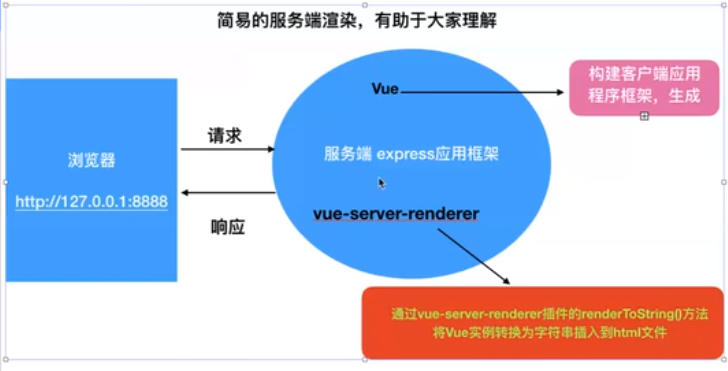 简易的服务端渲染，有助于大家理解
Vue
构建客户端应用
程序框架，生成
请求
浏览器
服务端 express应用框架
http://127.0.0.1:8888
vue-server-renderer
响应
通过vue-server-renderer插件的renderToString()方法
将Vue实例转换为字符串插入到html文件